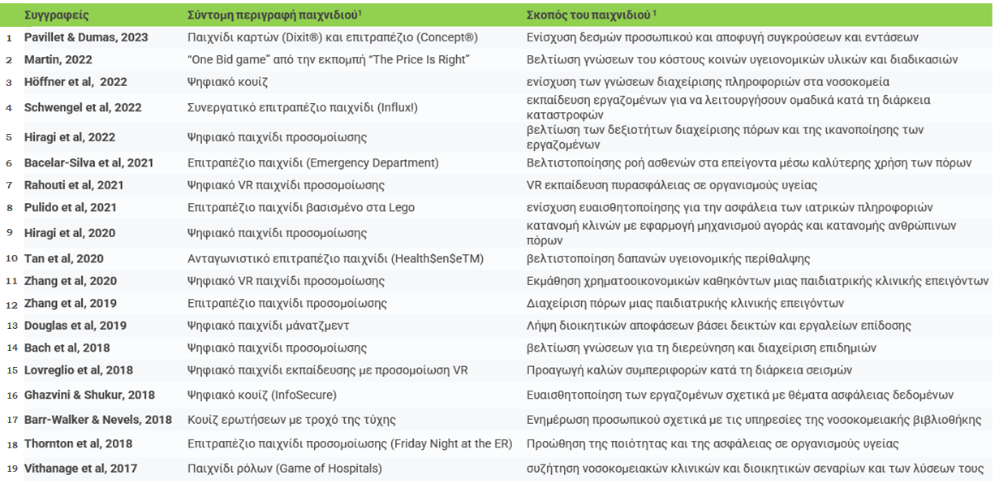 Συγγραφείς Σύντομη περιγραφή παιχνιδιού¹ Σκοπός του παιχνιδιού ¹
1 Pavillet & Dumas, 2023 Παιχνίδι καρτών (Dixit®) και επιτραπέζιο (Concept®) Ενίσχυση δεσμών προσωπικού και αποφυγή συγκρούσεων και εντάσεων
2 Martin, 2022 “One Bid game” από την εκπομπή “The Price Is Right” Βελτίωση γνώσεων του κόστους κοινών υγειονομικών υλικών και διαδικασιών
3 Höffner et al, 2022 Ψηφιακό κουίζ ενίσχυση των γνώσεων διαχείρισης πληροφοριών στα νοσοκομεία
4 Schwengel et al, 2022 Συνεργατικό επιτραπέζιο παιχνίδι (Influx!) εκπαίδευση εργαζομένων για να λειτουργήσουν ομαδικά κατά τη διάρκεια
καταστροφών
5 Hiragi et al, 2022 Ψηφιακό παιχνίδι προσομοίωσης βελτίωση των δεξιοτήτων διαχείρισης πόρων και της ικανοποίησης των
εργαζομένων
6 Bacelar-Silva et al, 2021 Επιτραπέζιο παιχνίδι (Emergency Department) Βελτιστοποίησης ροή ασθενών στα επείγοντα μέσω καλύτερης χρήση των πόρων
7 Rahouti et al, 2021 Ψηφιακό VR παιχνίδι προσομοίωσης VR εκπαίδευση πυρασφάλειας σε οργανισμούς υγείας
8 Pulido et al, 2021 Επιτραπέζιο παιχνίδι βασισμένο στα Lego ενίσχυση ευαισθητοποίησης για την ασφάλεια των ιατρικών πληροφοριών
9 Hiragi et al, 2020 Ψηφιακό παιχνίδι προσομοίωσης κατανομή κλινών με εφαρμογή μηχανισμού αγοράς και κατανομής ανθρώπινων
πόρων
10 Tan et al, 2020 Ανταγωνιστικό επιτραπέζιο παιχνίδι (Health$en$eTM) βελτιστοποίηση δαπανών υγειονομικής περίθαλψης
11 Zhang et al, 2020 Ψηφιακό VR παιχνίδι προσομοίωσης Εκμάθηση χρηματοοικονομικών καθηκόντων μιας παιδιατρικής κλινικής επειγόντων
12 Zhang et al, 2019 Επιτραπέζιο παιχνίδι προσομοίωσης Διαχείριση πόρων μιας παιδιατρικής κλινικής επειγόντων
13 Douglas et al, 2019 Ψηφιακό παιχνίδι μάνατζμεντ Λήψη διοικητικών αποφάσεων βάσει δεικτών και εργαλείων επίδοσης
14 Bach et al, 2018 Ψηφιακό παιχνίδι προσομοίωσης βελτίωση γνώσεων για τη διερεύνηση και διαχείριση επιδημιών
15 Lovreglio et al, 2018 Ψηφιακό παιχνίδι εκπαίδευσης με προσομοίωση VR Προαγωγή καλών συμπεριφορών κατά τη διάρκεια σεισμών
16 Ghazvini & Shukur, 2018 Ψηφιακό κουίζ (InfoSecure) Ευαισθητοποίηση των εργαζομένων σχετικά με θέματα ασφάλειας δεδομένων
17 Barr-Walker & Nevels, 2018 Κουίζ ερωτήσεων με τροχό της τύχης Ενημέρωση προσωπικού σχετικά με τις υπηρεσίες της νοσοκομειακής βιβλιοθήκης
18 Thornton et al, 2018 Επιτραπέζιο παιχνίδι προσομοίωσης (Friday Night at the ER) Προώθηση της ποιότητας και της ασφάλειας σε οργανισμούς υγείας
19 Vithanage et al, 2017 Παιχνίδι ρόλων (Game of Hospitals) συζήτηση νοσοκομειακών κλινικών και διοικητικών σεναρίων και των λύσεων τους